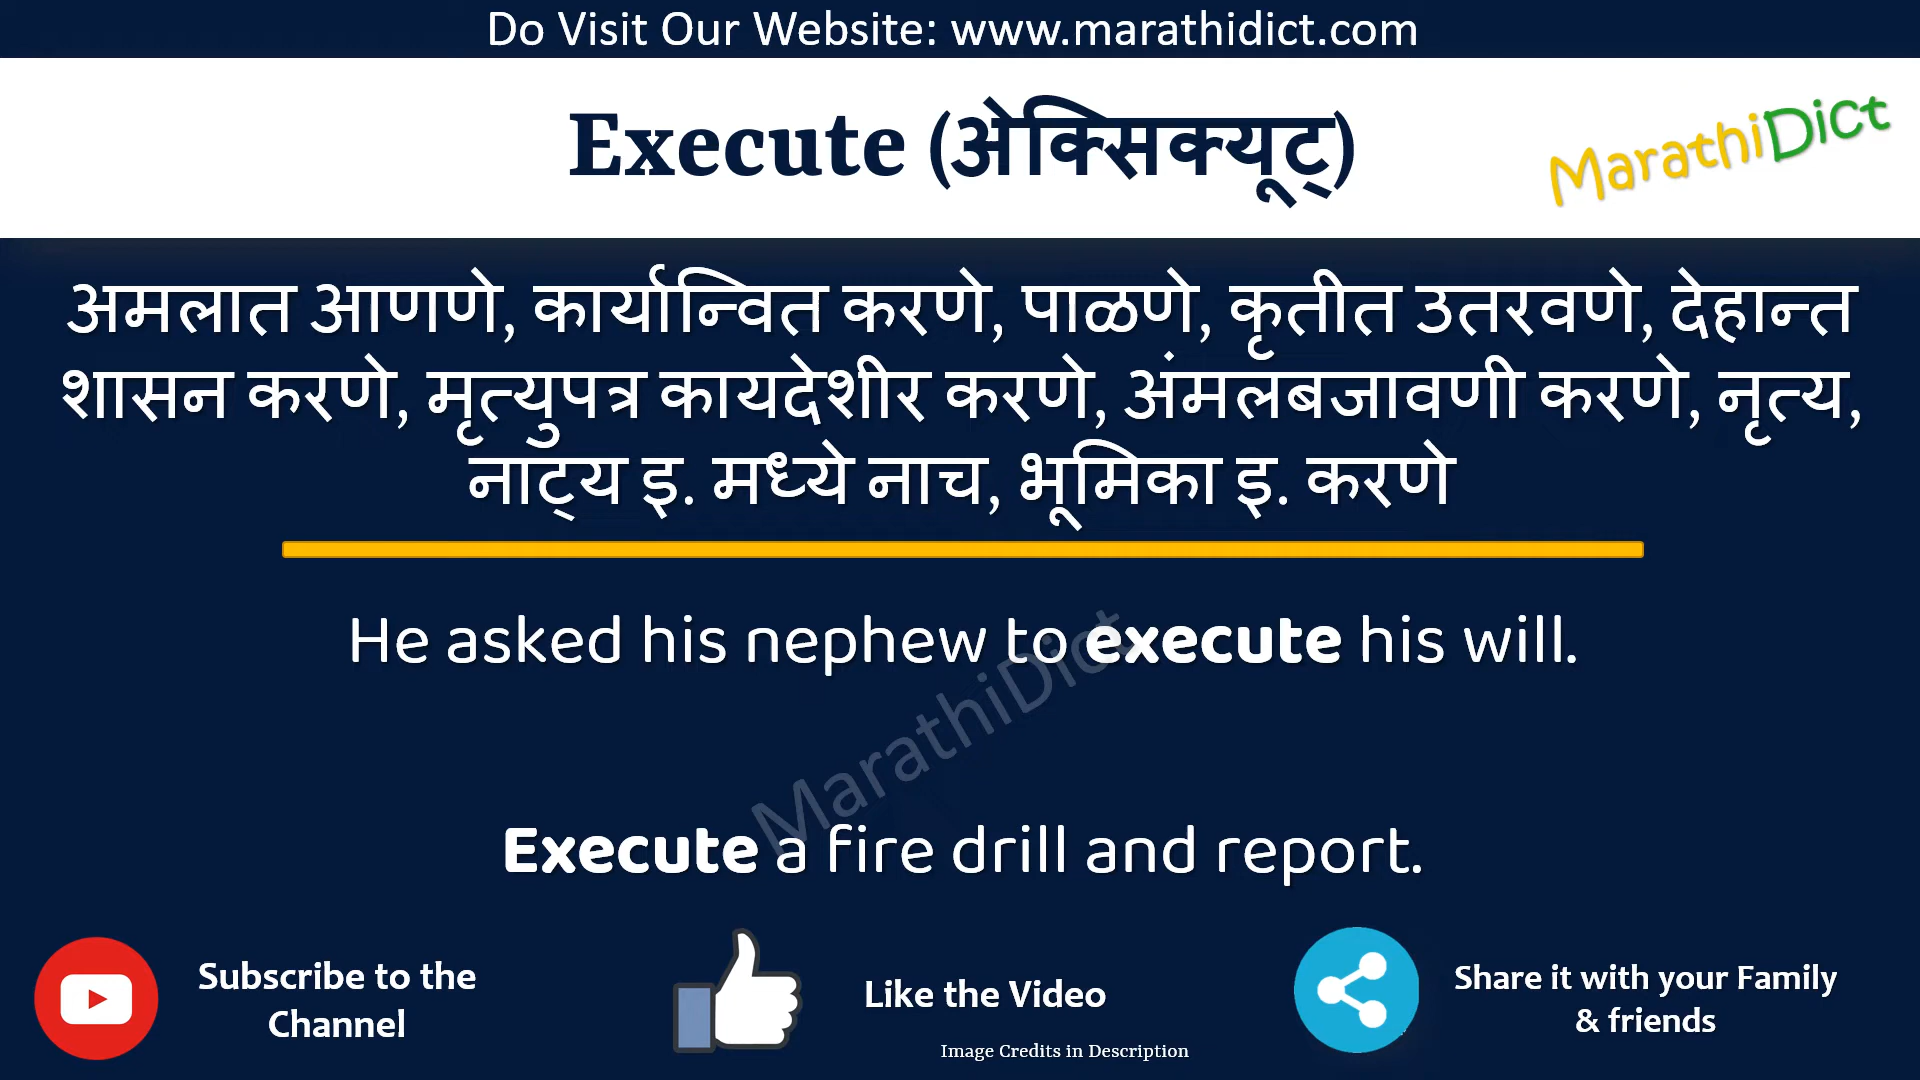 Do Visit Our Website: www.marathidict.com
Execute (अेक्सिक्यूट्)
MarathiDict
अमलात आणणे, कार्यान्वित करणे, पाळणे, कृतीत उतरवणे, देहान्त
शासन करणे, मृत्युपत्र कायदेशीर करणे, अंमलबजावणी करणे, नृत्य,
नाट्य इ. मध्ये नाच, भूमिका इ. करणे
He asked his nephew to execute his will.
MarathiDict
Execute a fire drill and report.
Subscribe to the
Channel
Like the Video
Share it with your Family
& friends
Image Credits in Description